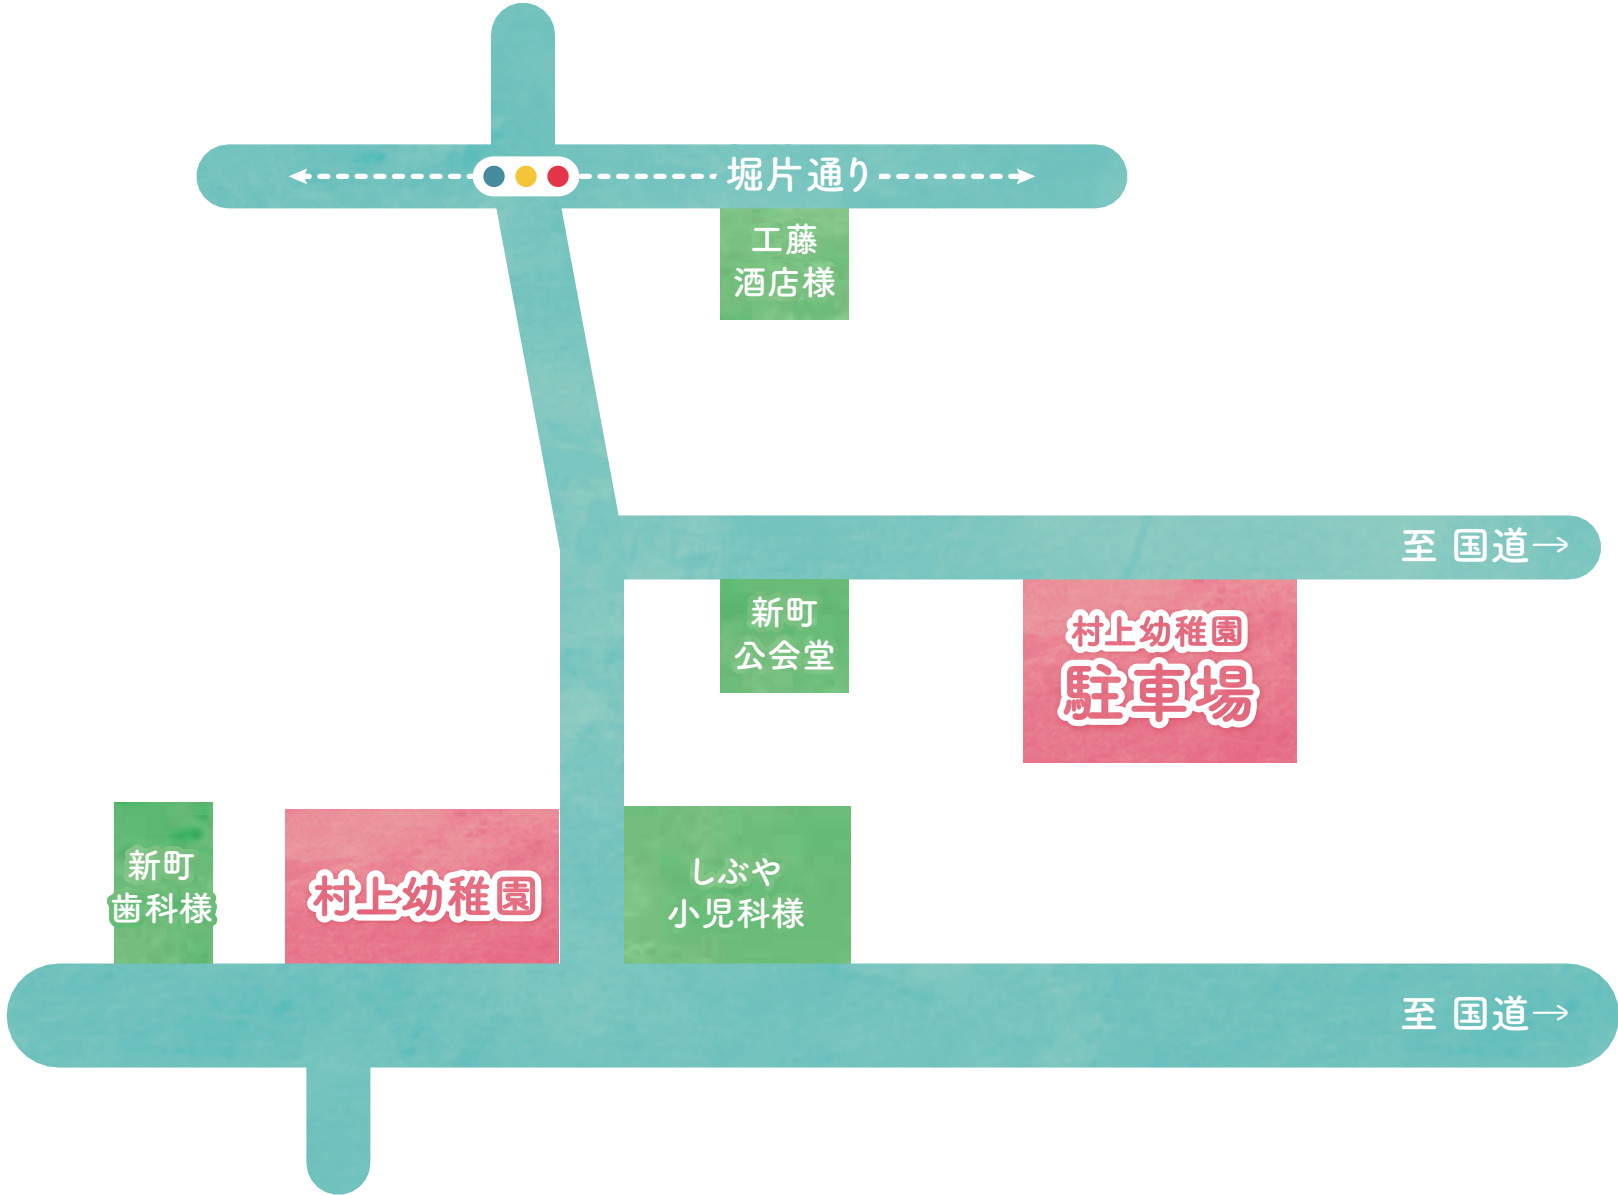 堀片通り
工藤
酒店様
至 国道→
新町
公会堂
村上幼稚園
駐車場
新町
歯科様
村上幼稚園
しぶや
小児科様
至 国道→